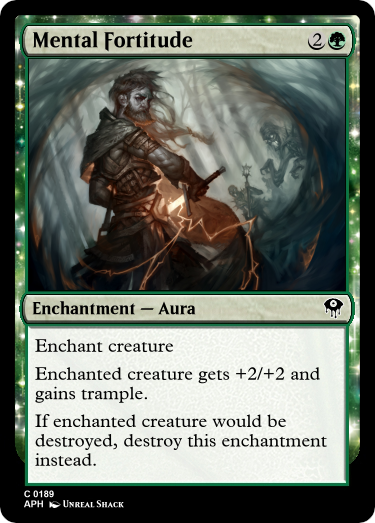 Mental Fortitude 2
Enchantment — Aura
Enchant creature
Enchanted creature gets +2/+2 and
gains trample.
If enchanted creature would be
destroyed, destroy this enchantment
instead.
C 0189
APH Unreal Shack